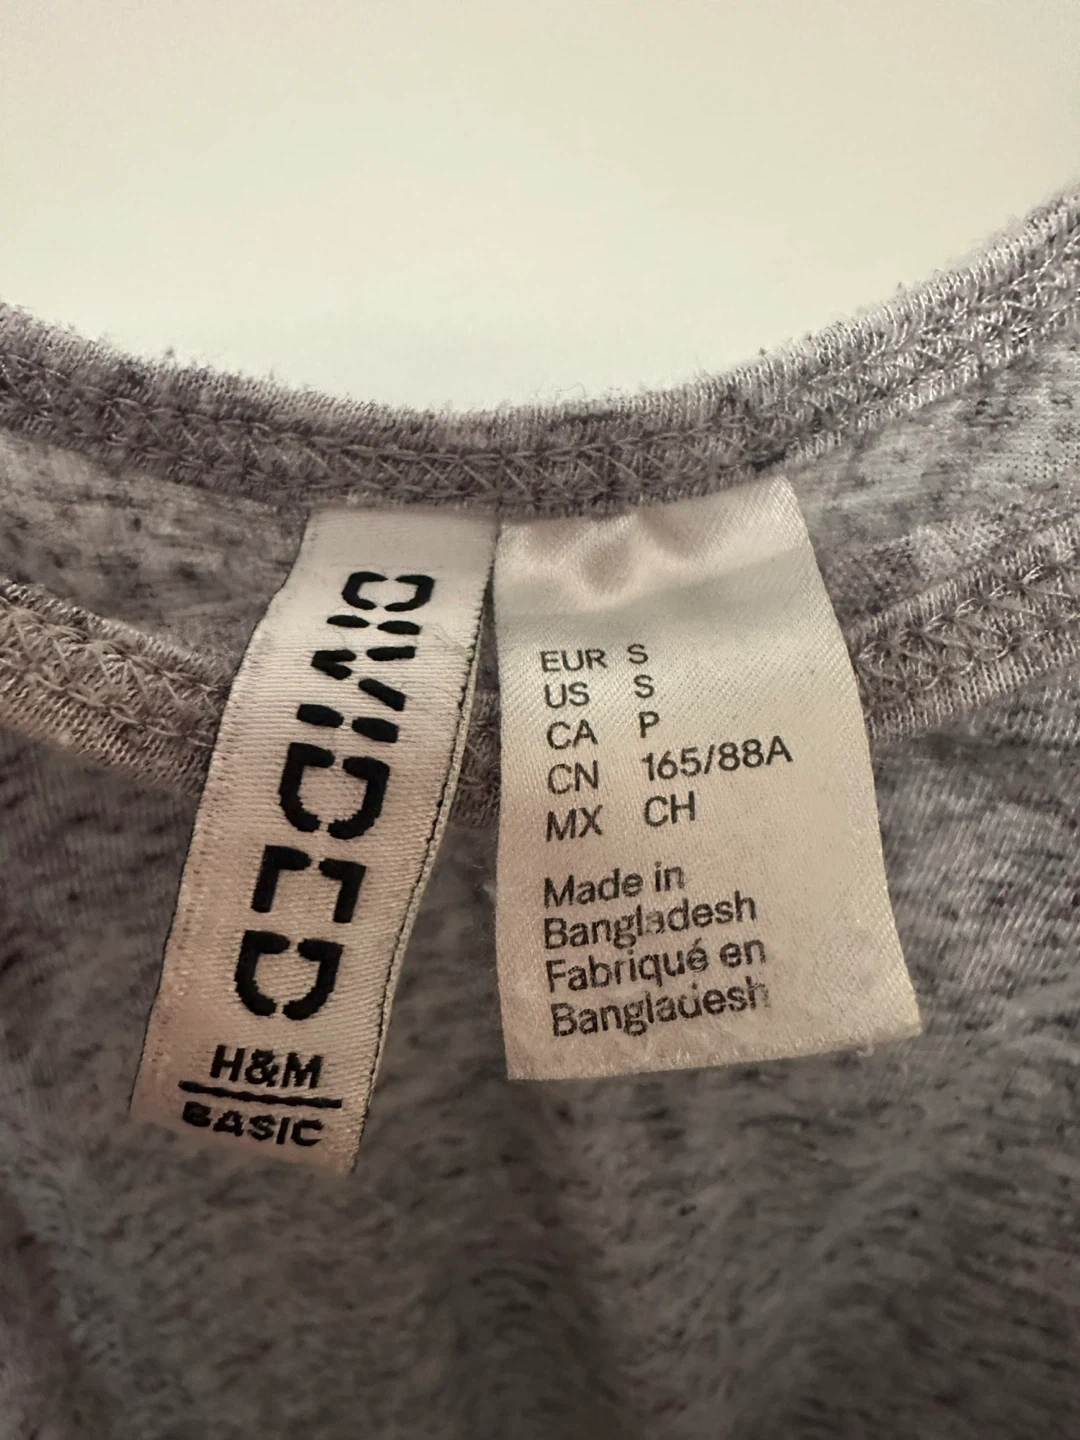 DIVIDED
H&M
BASIC
EUR S
US S
CA P
CN 165/88A
MX CH
Made in
Bangladesh
Fabriqué en
Bangladesh